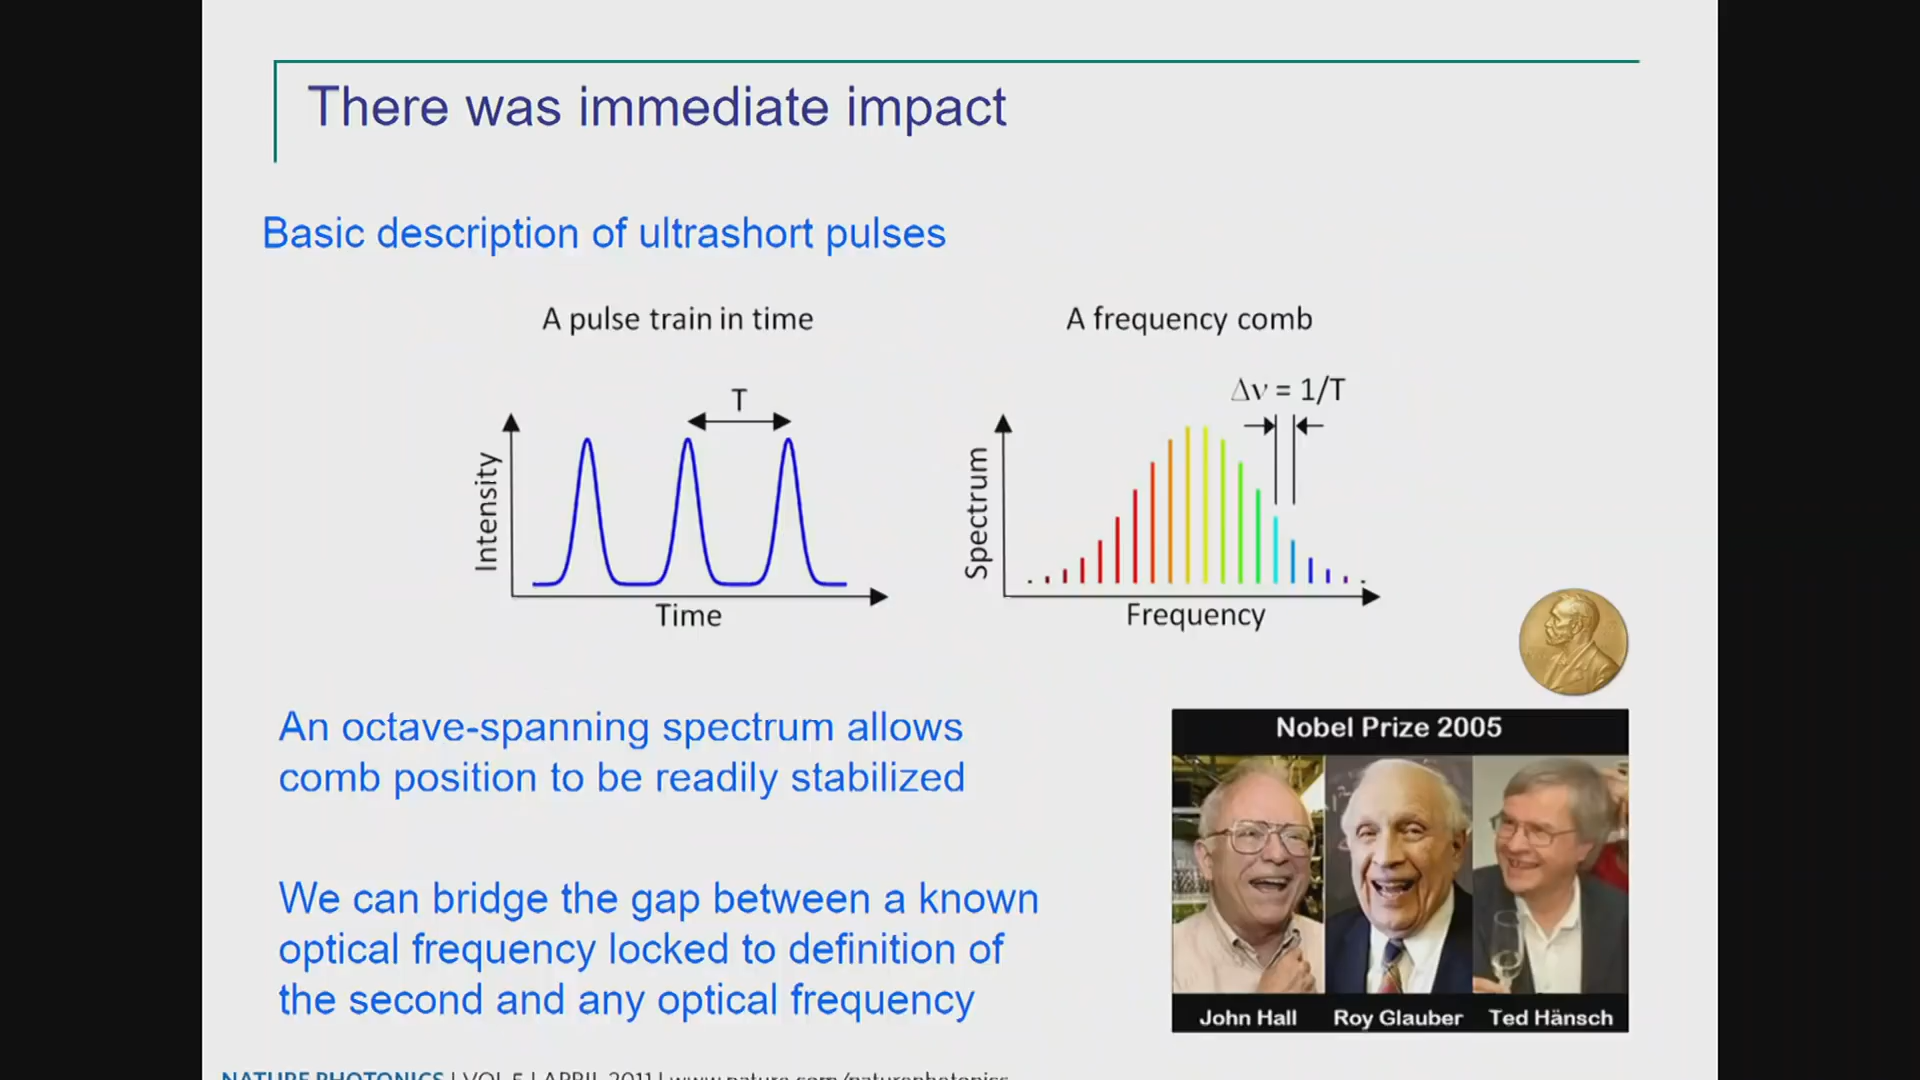 There was immediate impact
Basic description of ultrashort pulses
A pulse train in time
T
Intensity
Time
A frequency comb
Δν = 1/T
Spectrum
Frequency
An octave-spanning spectrum allows
comb position to be readily stabilized
We can bridge the gap between a known
optical frequency locked to definition of
the second and any optical frequency
Nobel Prize 2005
John Hall
Roy Glauber
Ted Hänsch
NATURE PHOTONICS | VOL 5 | APRIL 2011 | www.nature.com/naturephotonics